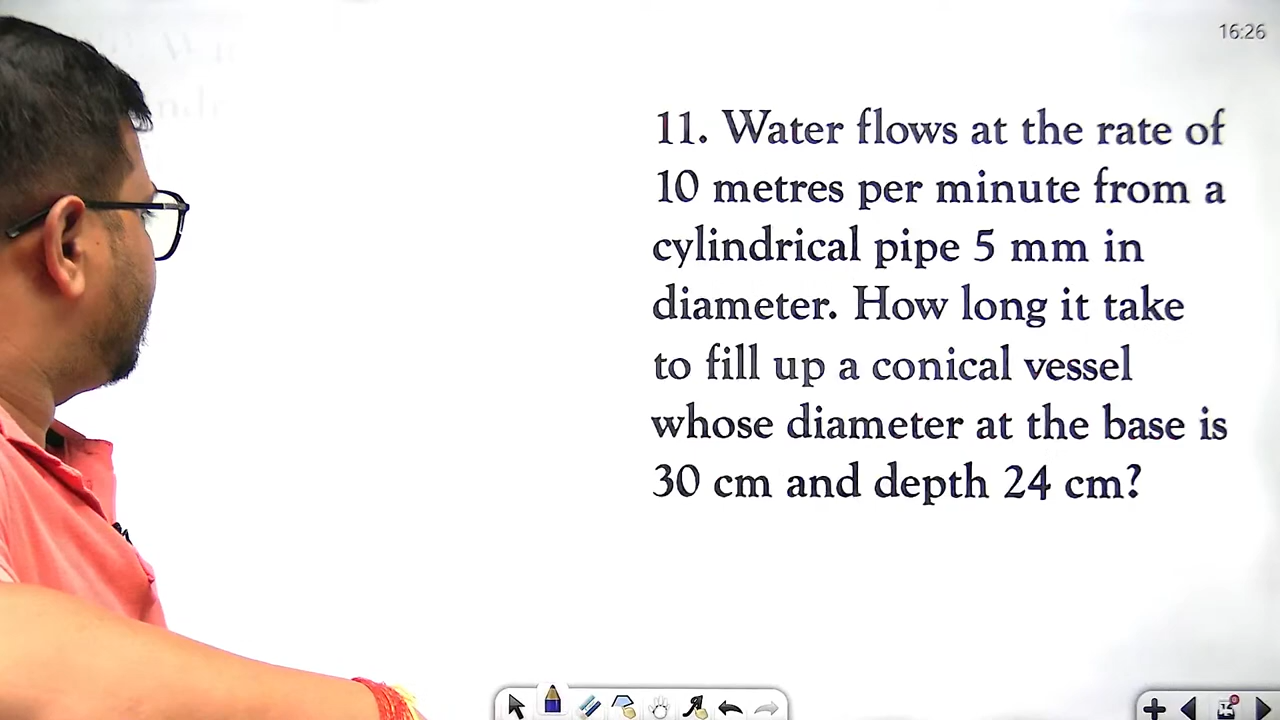 16:26
11. Water flows at the rate of
10 metres per minute from a
cylindrical pipe 5 mm in
diameter. How long it take
to fill up a conical vessel
whose diameter at the base is
30 cm and depth 24 cm?